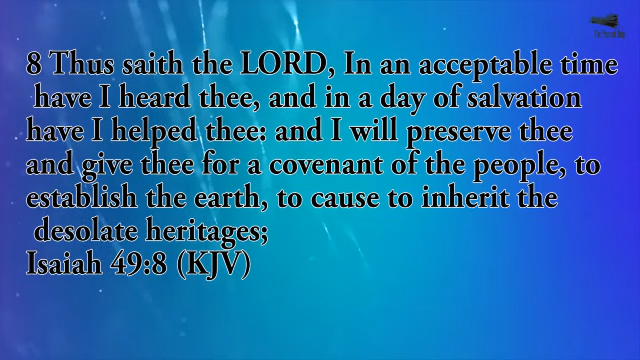 8 Thus saith the LORD, In an acceptable time
have I heard thee, and in a day of salvation
have I helped thee: and I will preserve thee
and give thee for a covenant of the people, to
establish the earth, to cause to inherit the
desolate heritages;
Isaiah 49:8 (KJV)